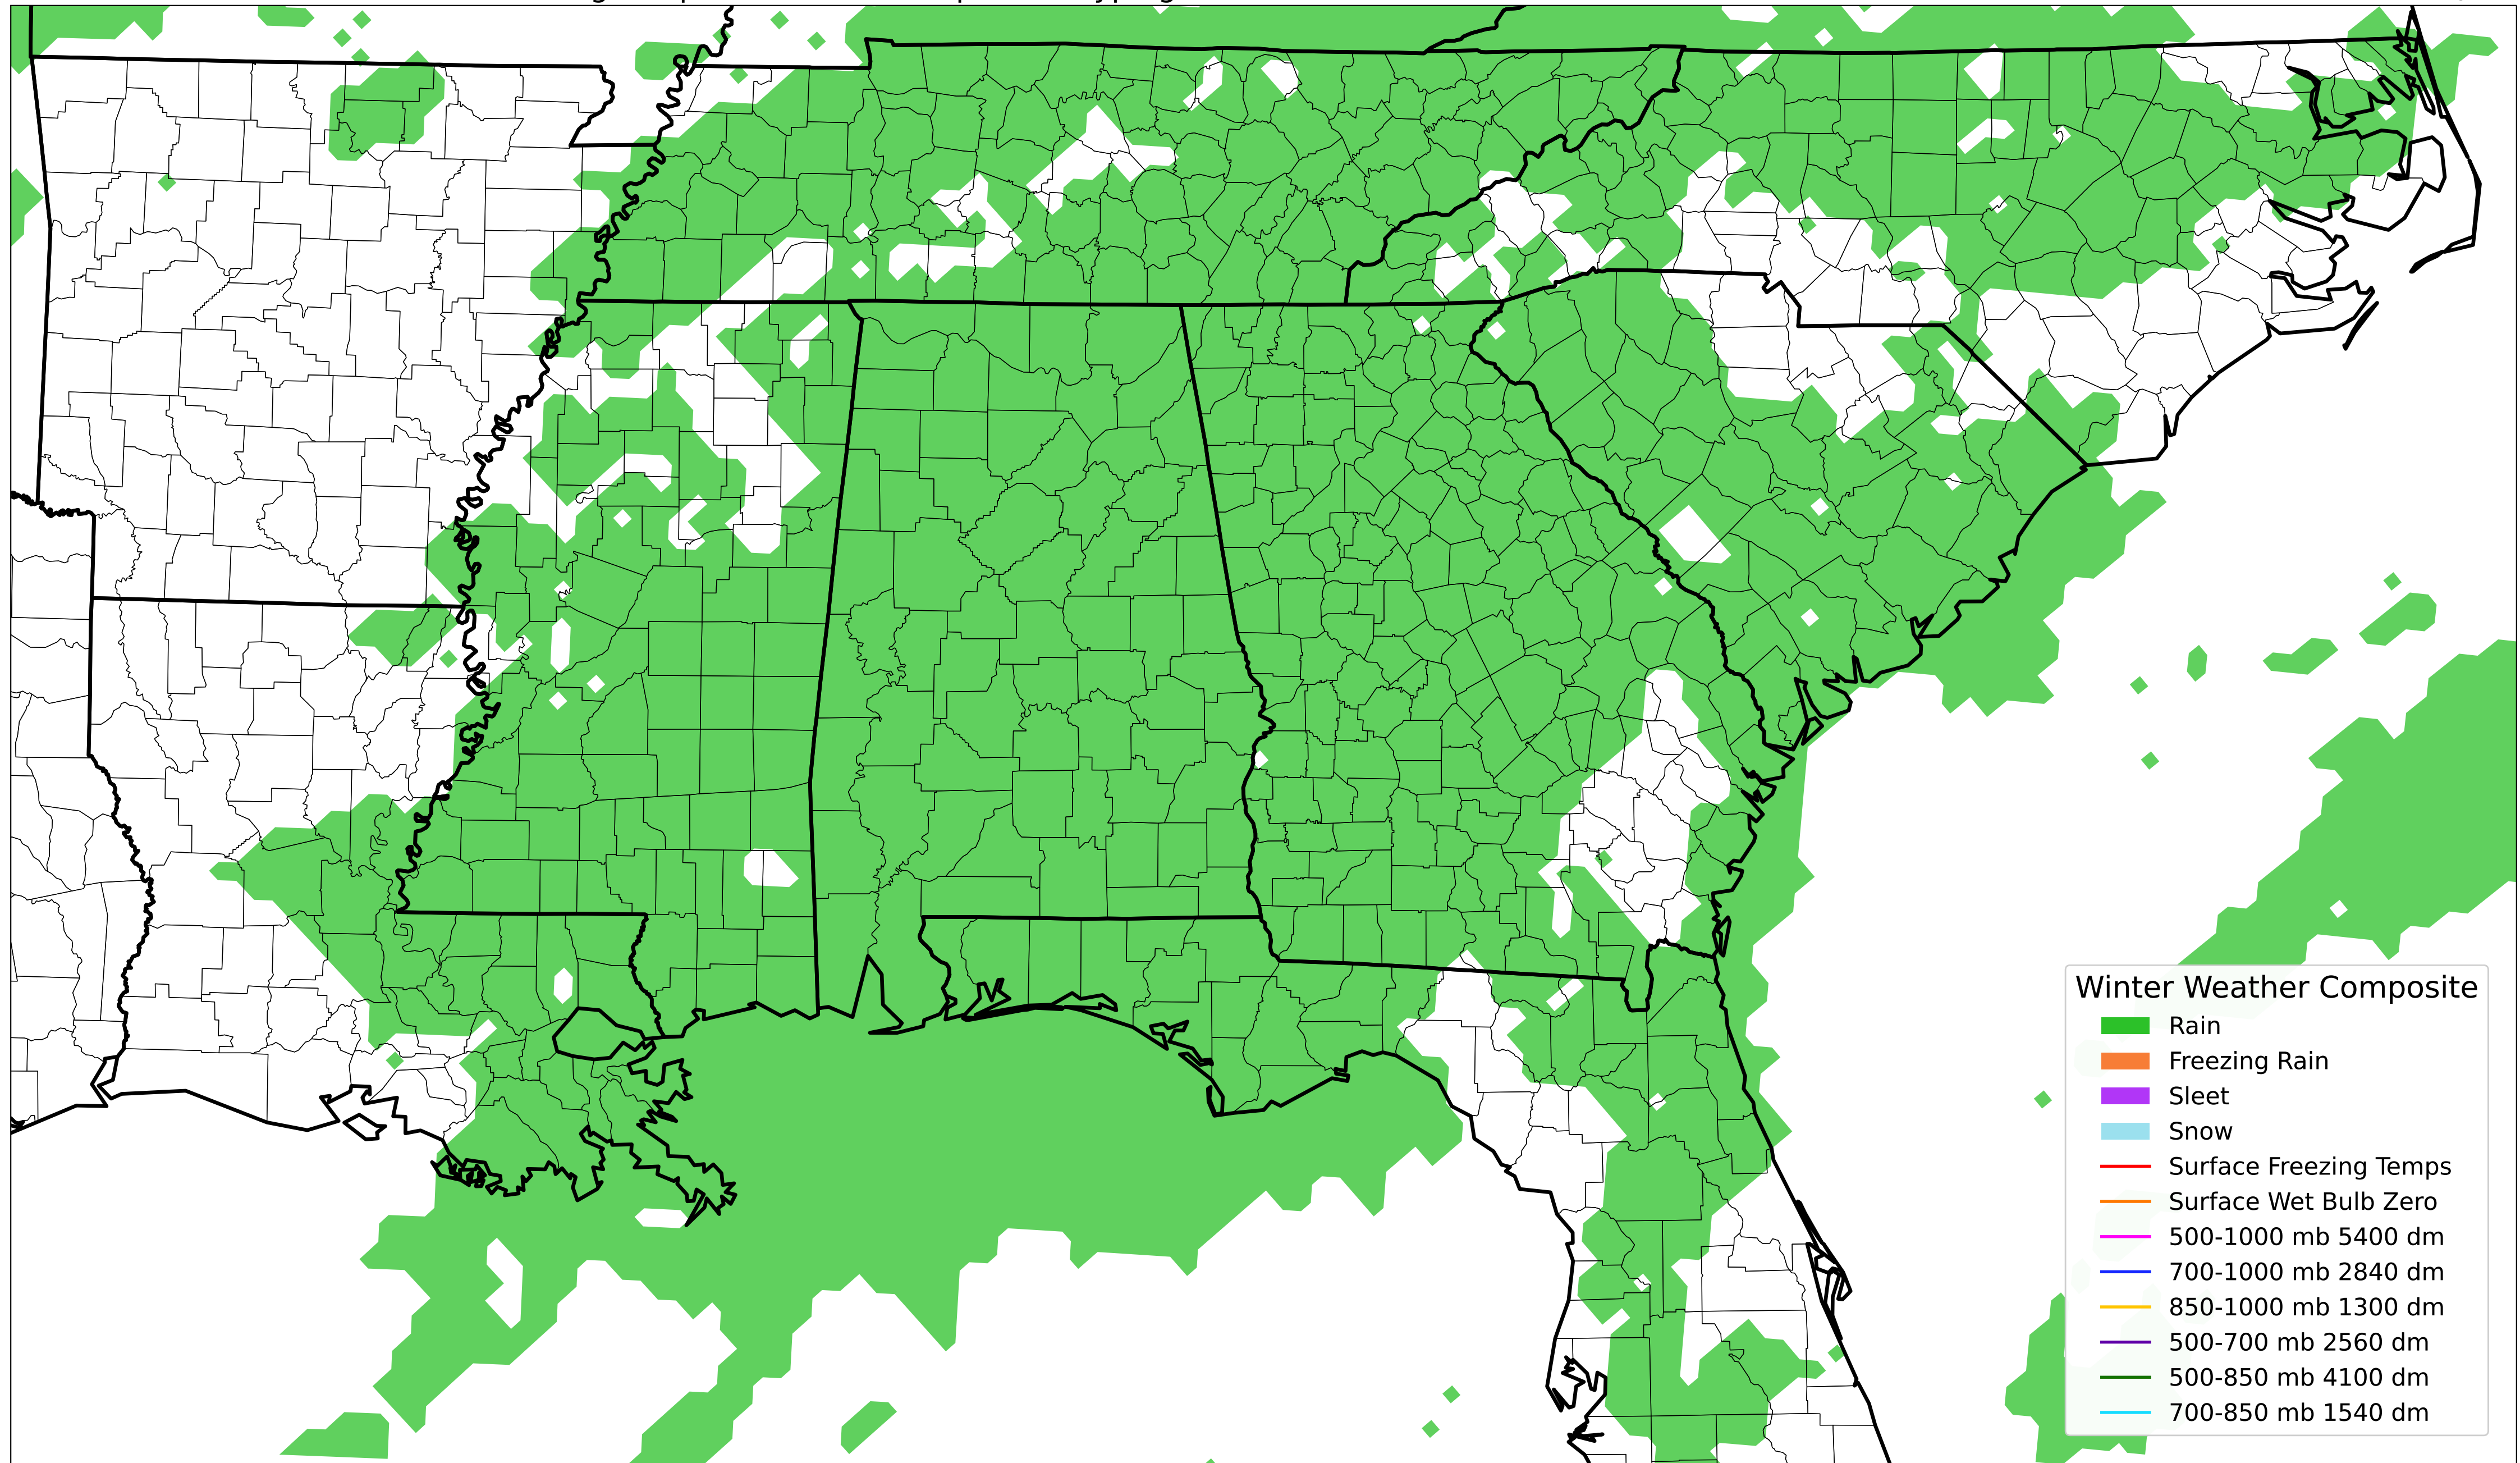 Winter Weather Composite
Rain
Freezing Rain
Sleet
Snow
Surface Freezing Temps
Surface Wet Bulb Zero
500-1000 mb 5400 dm
700-1000 mb 2840 dm
850-1000 mb 1300 dm
500-700 mb 2560 dm
500-850 mb 4100 dm
700-850 mb 1540 dm